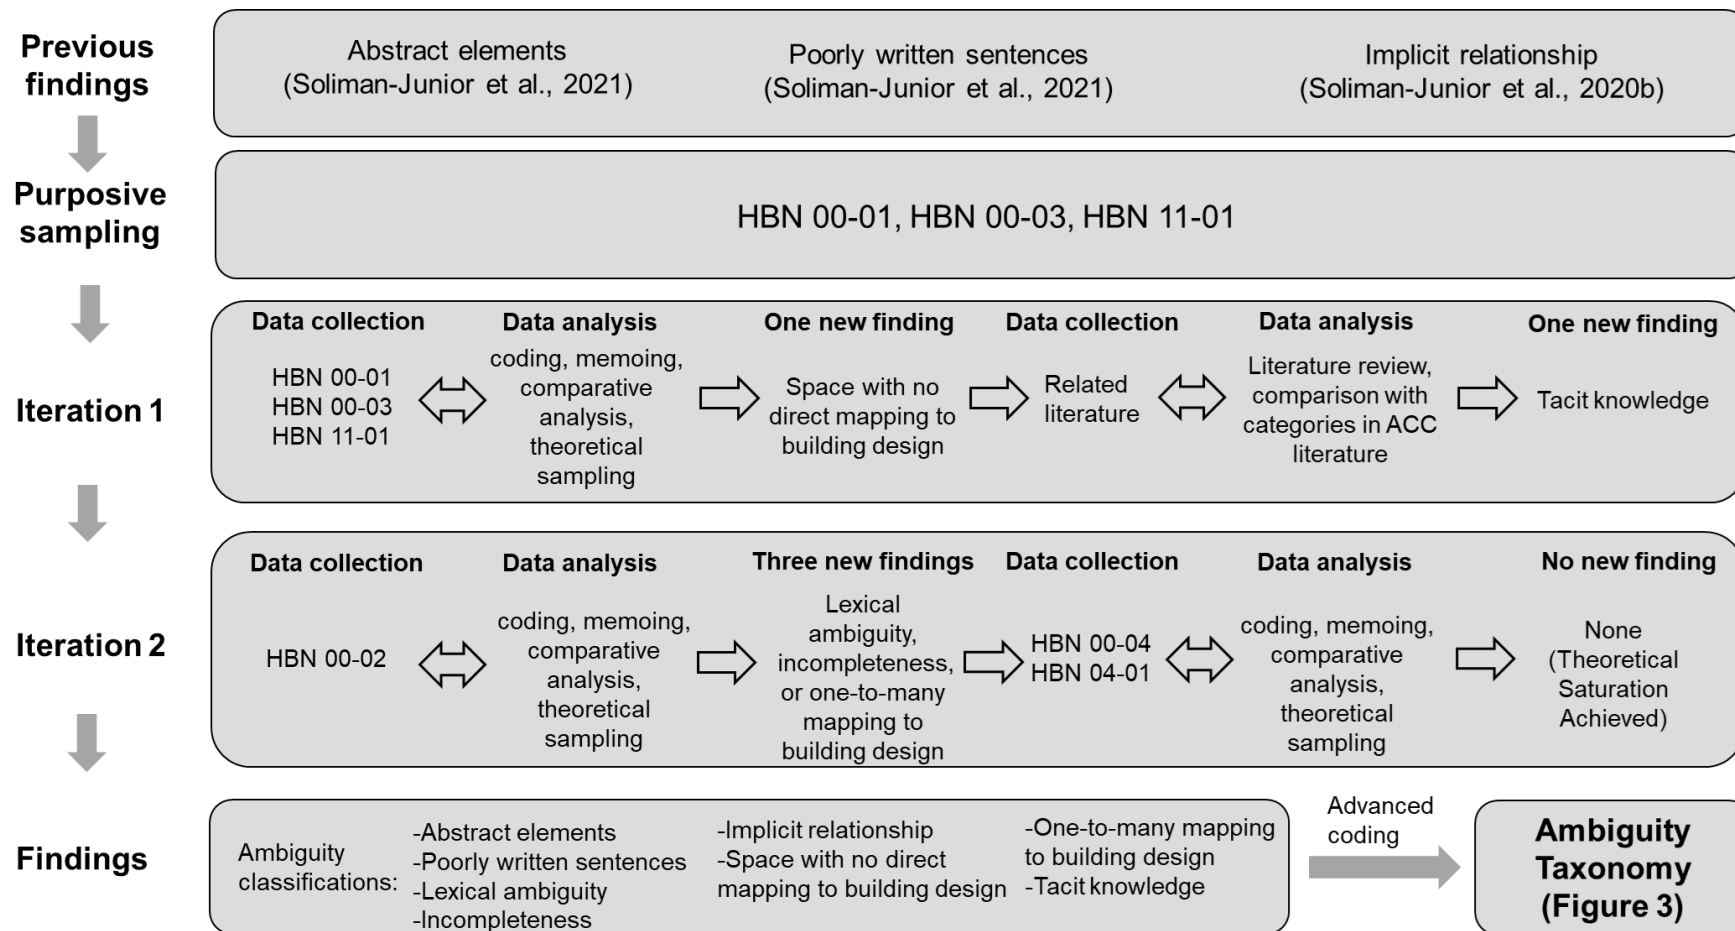 Previous
findings
Abstract elements
(Soliman-Junior et al., 2021)
Poorly written sentences
(Soliman-Junior et al., 2021)
Implicit relationship
(Soliman-Junior et al., 2020b)
Purposive
sampling
HBN 00-01, HBN 00-03, HBN 11-01
Iteration 1
Data collection
HBN 00-01
HBN 00-03
HBN 11-01
Data analysis
coding, memoing,
comparative
analysis,
theoretical
sampling
One new finding
Space with no
direct mapping to
building design
Data collection
Related
literature
Data analysis
Literature review,
comparison with
categories in ACC
literature
One new finding
Tacit knowledge
Iteration 2
Data collection
HBN 00-02
Data analysis
coding, memoing,
comparative
analysis,
theoretical
sampling
Three new findings
Lexical
ambiguity,
incompleteness,
or one-to-many
mapping to
building design
Data collection
HBN 00-04
HBN 04-01
Data analysis
coding, memoing,
comparative
analysis,
theoretical
sampling
No new finding
None
(Theoretical
Saturation
Achieved)
Findings
Ambiguity
classifications:
-Abstract elements
-Poorly written sentences
-Lexical ambiguity
-Incompleteness
-Implicit relationship
-Space with no direct
mapping to building design
-One-to-many mapping
to building design
-Tacit knowledge
Advanced
coding
Ambiguity
Taxonomy
(Figure 3)